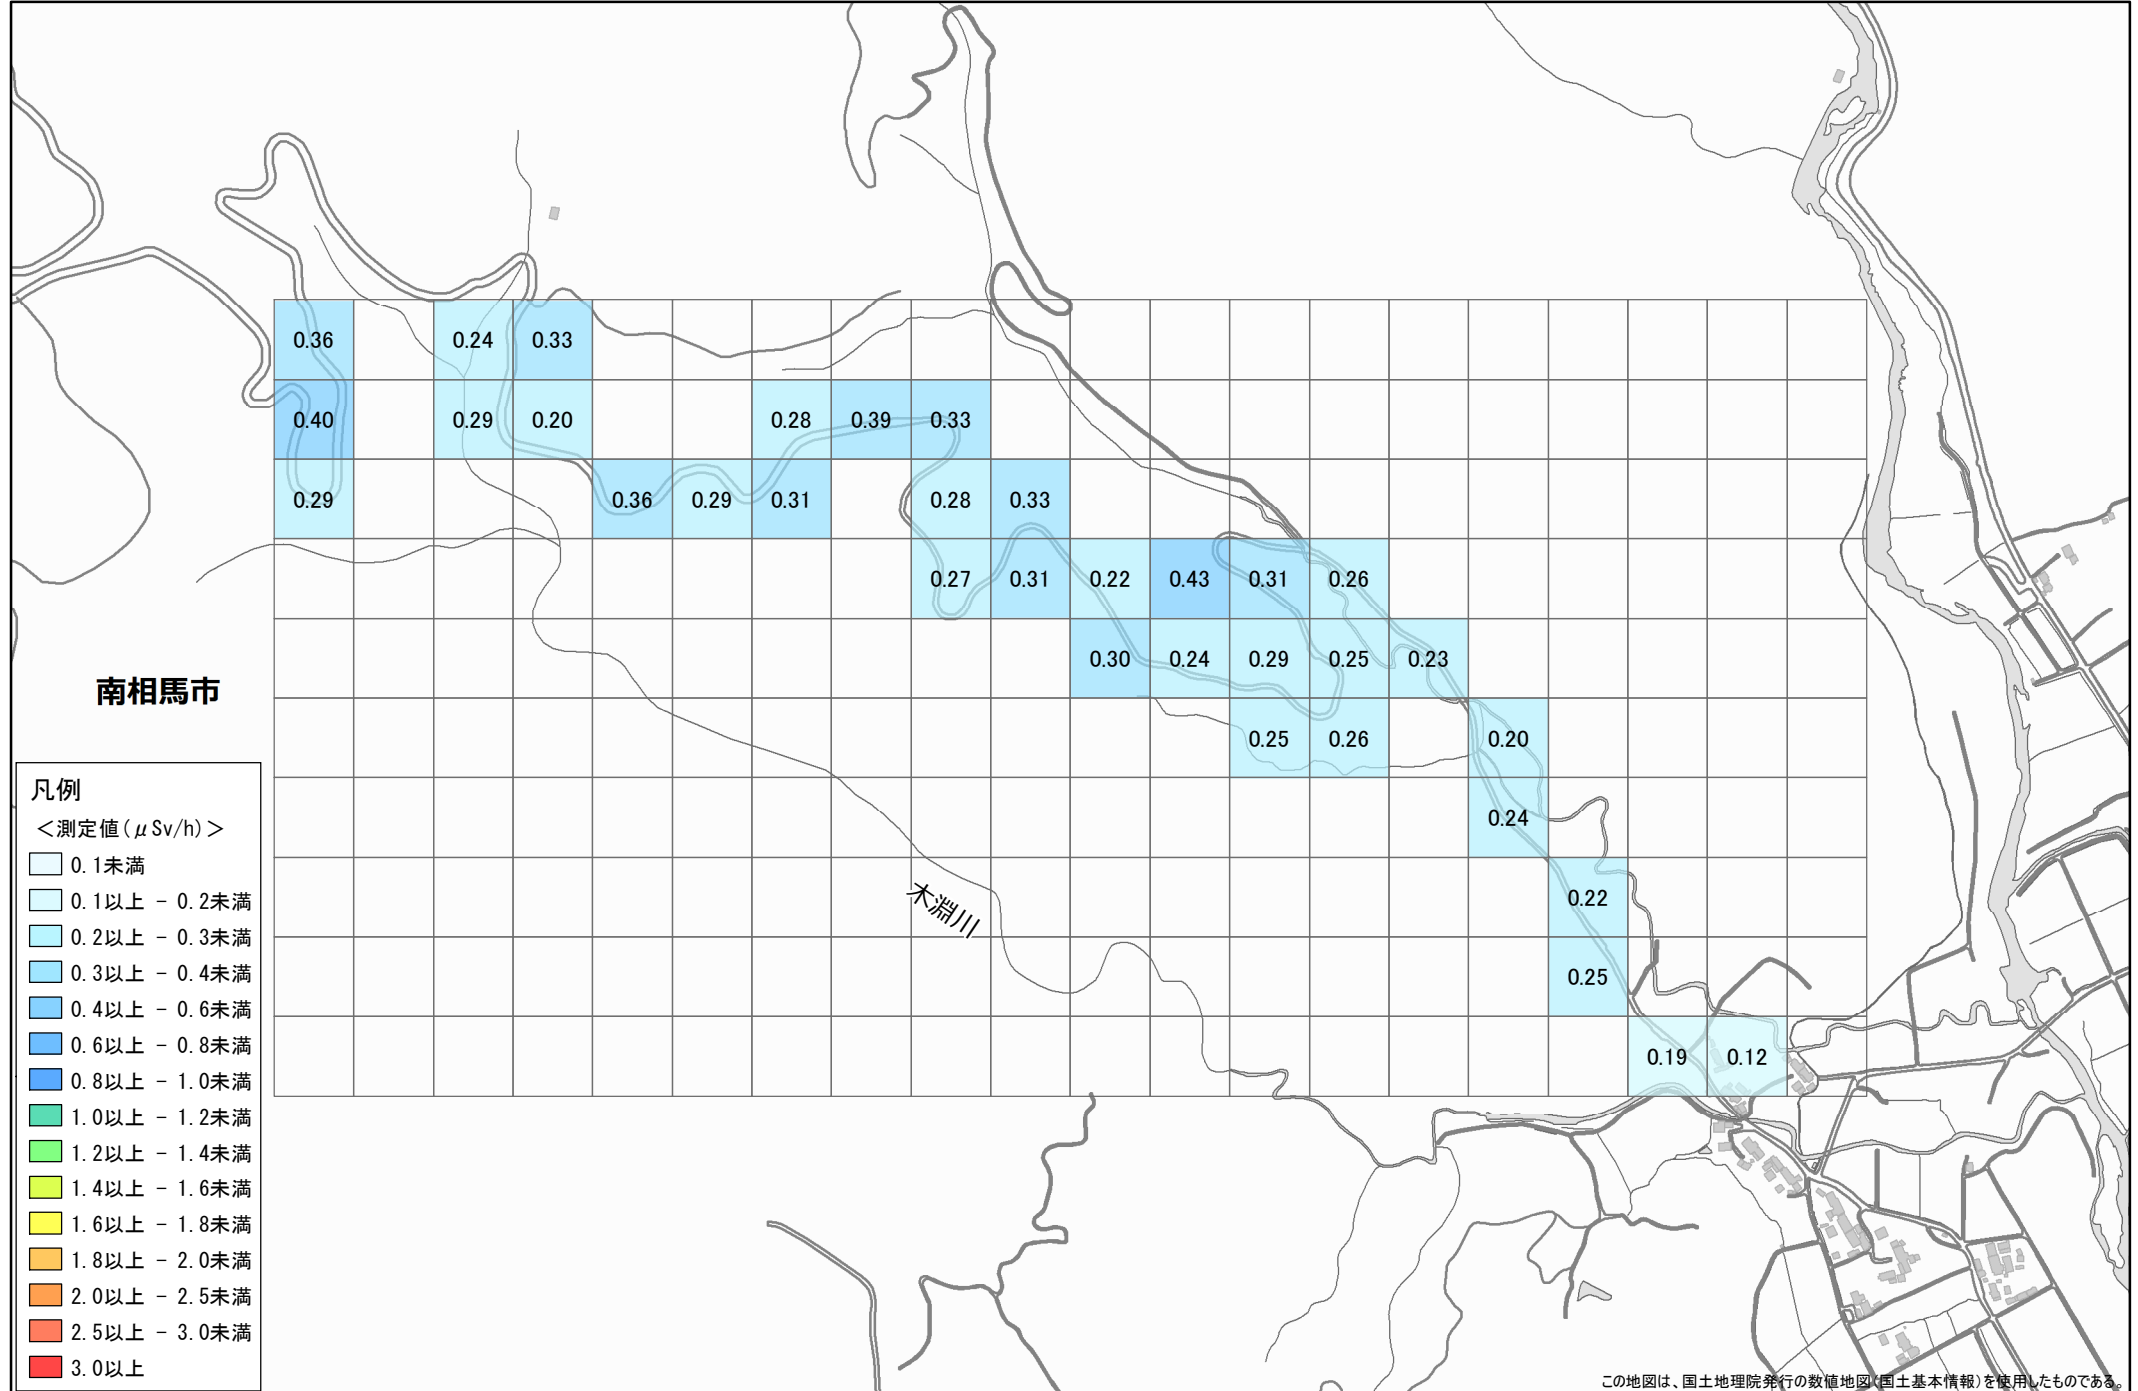 0.36 0.24 0.33
0.40 0.29 0.20 0.28 0.39 0.33
0.29 0.36 0.29 0.31 0.28 0.33
0.27 0.31 0.22 0.43 0.31 0.26
0.30 0.24 0.29 0.25 0.23
南相馬市
0.25 0.26 0.20
0.24
0.22
木淵川
0.25
0.19 0.12
凡例
＜測定値(μSv/h)＞
0.1未満
0.1以上 － 0.2未満
0.2以上 － 0.3未満
0.3以上 － 0.4未満
0.4以上 － 0.6未満
0.6以上 － 0.8未満
0.8以上 － 1.0未満
1.0以上 － 1.2未満
1.2以上 － 1.4未満
1.4以上 － 1.6未満
1.6以上 － 1.8未満
1.8以上 － 2.0未満
2.0以上 － 2.5未満
2.5以上 － 3.0未満
3.0以上
この地図は、国土地理院発行の数値地図(国土基本情報)を使用したものである。